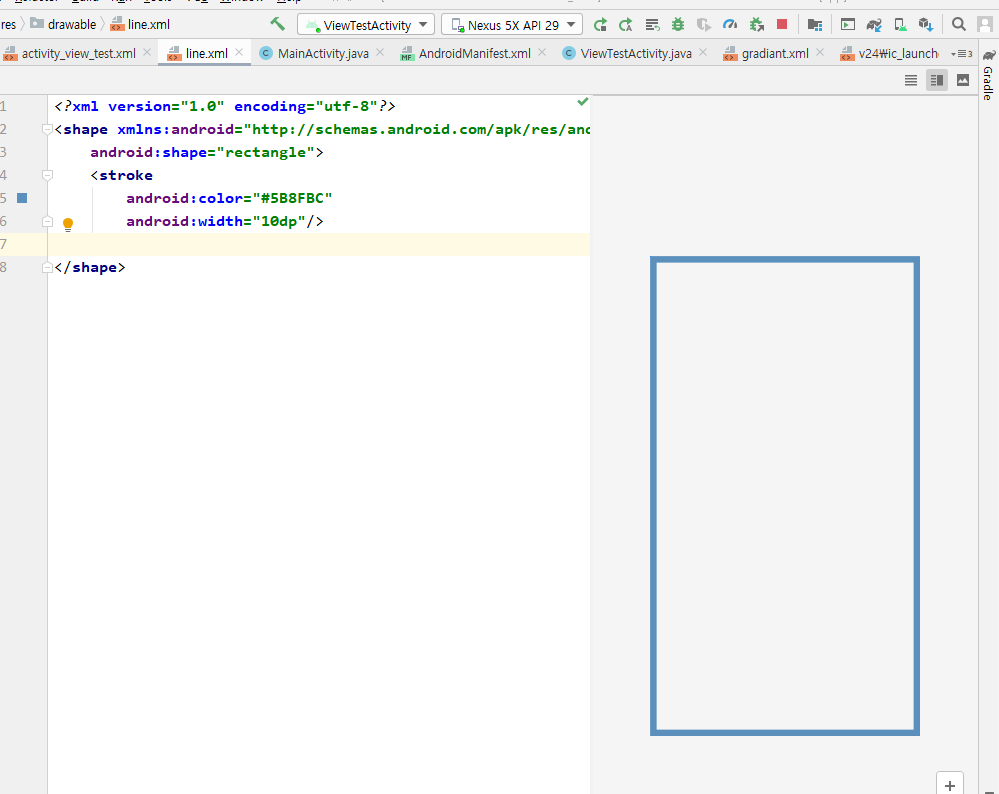 res drawable line.xml ViewTestActivity Nexus 5X API 29
activity_view_test.xml line.xml MainActivity.java AndroidManifest.xml ViewTestActivity.java gradiant.xml v24₩ic_launch 3
Gradle
1 <?xml version="1.0" encoding="utf-8"?>
2 <shape xmlns:android="http://schemas.android.com/apk/res/and
3 android:shape="rectangle">
4 <stroke
5 android:color="#5B8FBC"
6 android:width="10dp"/>
7
8 </shape>